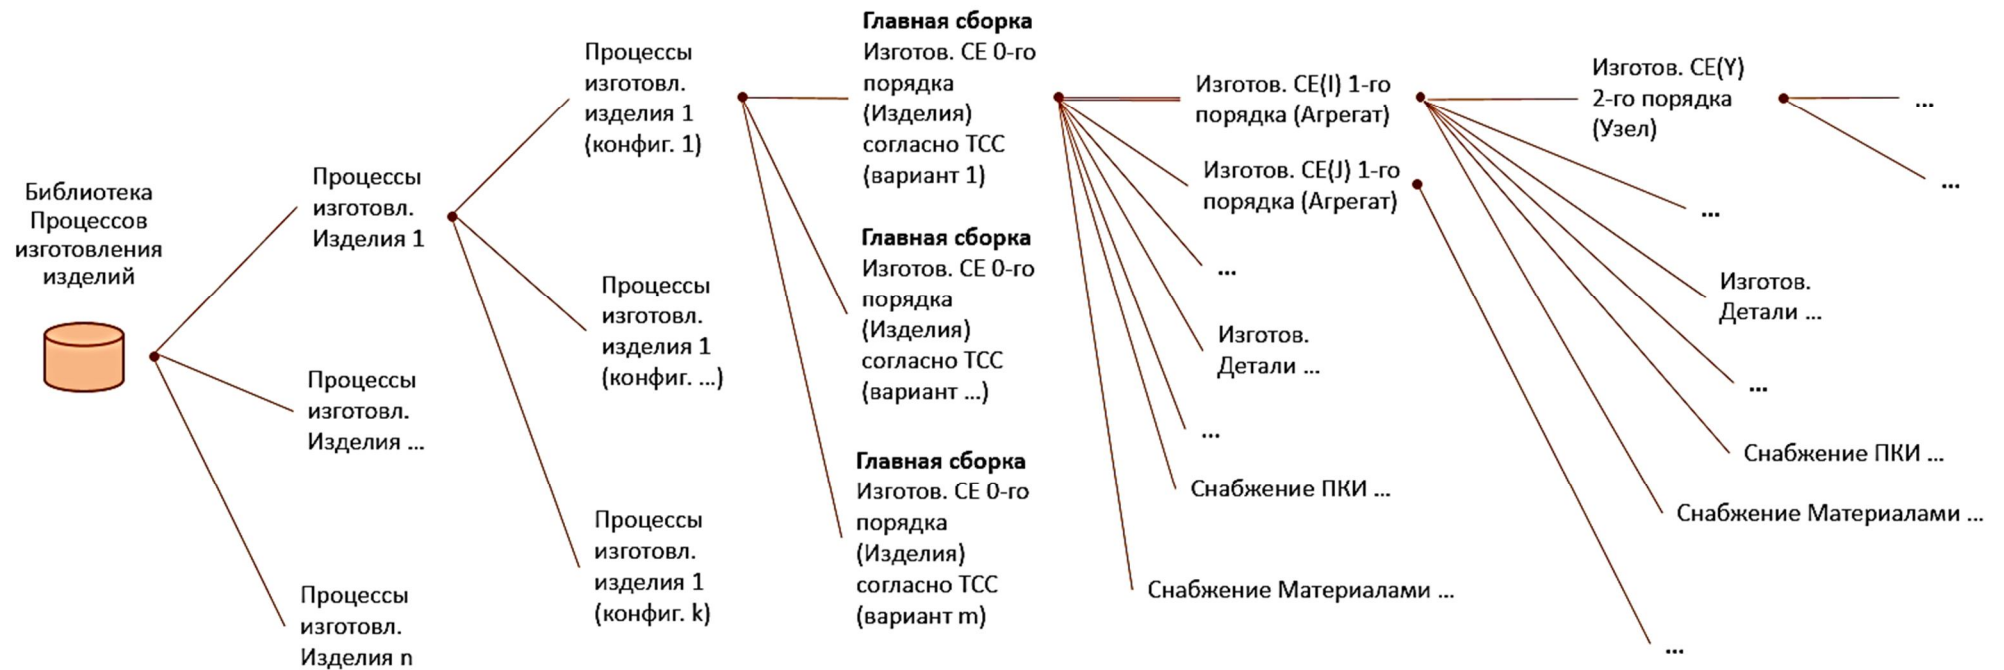 Библиотека
Процессов
изготовления
изделий
Процессы
изготовл.
Изделия 1
Процессы
изготовл.
Изделия ...
Процессы
изготовл.
Изделия n
Процессы
изготовл.
изделия 1
(конфиг. 1)
Процессы
изготовл.
изделия 1
(конфиг. ...)
Процессы
изготовл.
изделия 1
(конфиг. k)
Главная сборка
Изготов. СЕ 0-го
порядка
(Изделия)
согласно ТСС
(вариант 1)
Главная сборка
Изготов. СЕ 0-го
порядка
(Изделия)
согласно ТСС
(вариант ...)
Главная сборка
Изготов. СЕ 0-го
порядка
(Изделия)
согласно ТСС
(вариант m)
Изготов. СЕ(I) 1-го
порядка (Агрегат)
Изготов. СЕ(J) 1-го
порядка (Агрегат)
...
Изготов.
Детали ...
...
Снабжение ПКИ ...
Снабжение Материалами ...
Изготов. СЕ(Y)
2-го порядка
(Узел)
...
Изготов.
Детали ...
...
Снабжение ПКИ ...
Снабжение Материалами ...
...
...
...